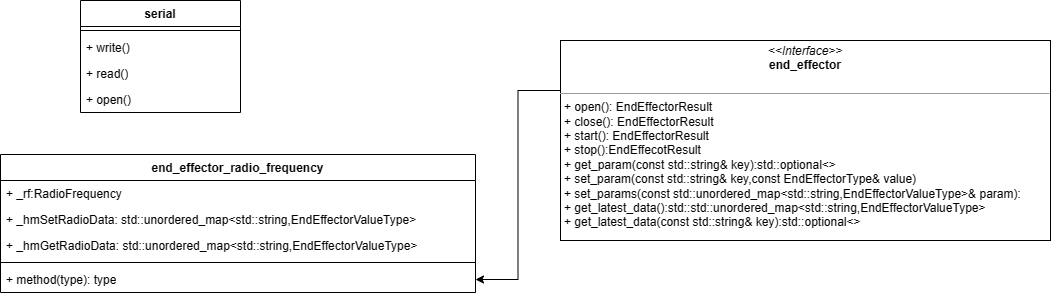 serial
+ write()
+ read()
+ open()
end_effector_radio_frequency
+ _rf:RadioFrequency
+ _hmSetRadioData: std::unordered_map<std::string,EndEffectorValueType>
+ _hmGetRadioData: std::unordered_map<std::string,EndEffectorValueType>
+ method(type): type
<<Interface>>
end_effector
+ open(): EndEffectorResult
+ close(): EndEffectorResult
+ start(): EndEffectorResult
+ stop():EndEffecotResult
+ get_param(const std::string& key):std::optional<>
+ set_param(const std::string& key,const EndEffectorType& value)
+ set_params(const std::unordered_map<std::string,EndEffectorValueType>& param):
+ get_latest_data():std::std::unordered_map<std::string,EndEffectorValueType>
+ get_latest_data(const std::string& key):std::optional<>